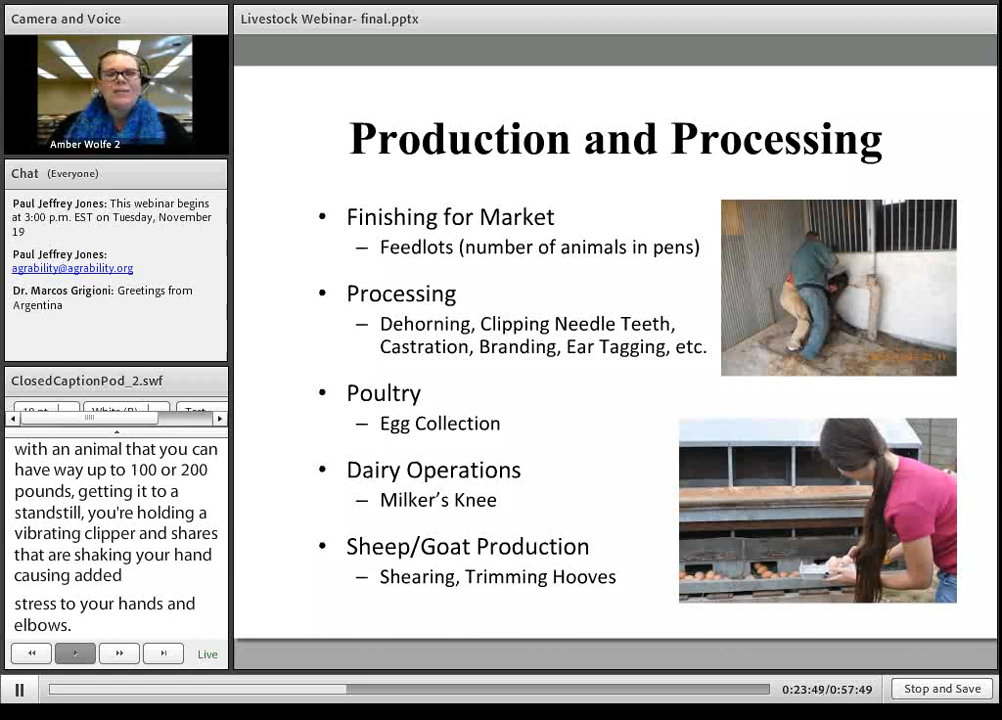 Camera and Voice
Amber Wolfe 2
Chat (Everyone)
Paul Jeffrey Jones: This webinar begins
at 3:00 p.m. EST on Tuesday, November
19
Paul Jeffrey Jones:
agrability@agrability.org
Dr. Marcos Grigioni: Greetings from
Argentina
ClosedCaptionPod_2.swf
with an animal that you can
have way up to 100 or 200
pounds, getting it to a
standstill, you're holding a
vibrating clipper and shares
that are shaking your hand
causing added
stress to your hands and
elbows.
Live
Livestock Webinar- final.pptx
Production and Processing
• Finishing for Market
– Feedlots (number of animals in pens)
• Processing
– Dehorning, Clipping Needle Teeth,
Castration, Branding, Ear Tagging, etc.
• Poultry
– Egg Collection
• Dairy Operations
– Milker's Knee
• Sheep/Goat Production
– Shearing, Trimming Hooves
0:23:49/0:57:49
Stop and Save